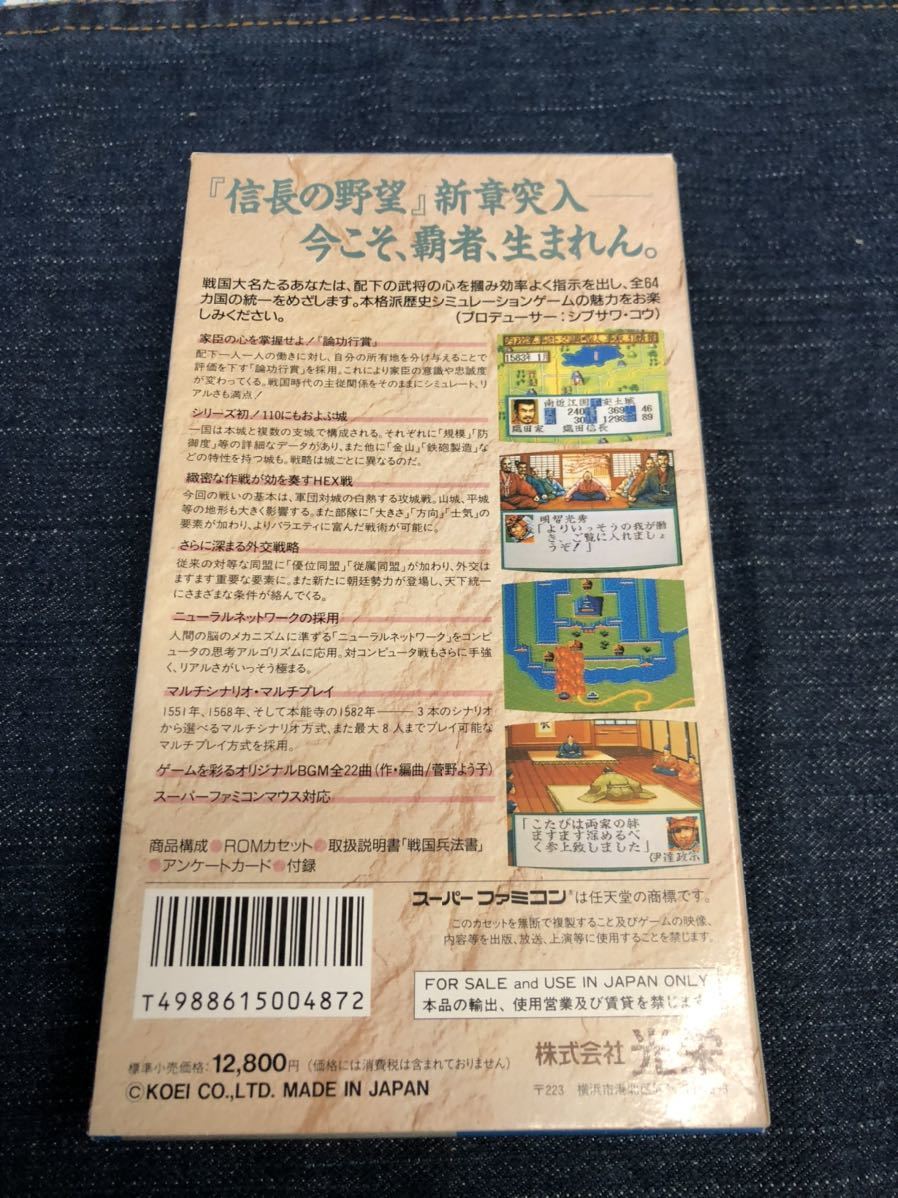 『信長の野望』新章突入――
今こそ、覇者、生まれん。
戦国大名たるあなたは、配下の武将の心を摑み効率よく指示を出し、全64
カ国の統一をめざします。本格派歴史シミュレーションゲームの魅力をお楽
しみください。　(プロデューサー：シブサワ・コウ)
家臣の心を掌握せよ!「論功行賞」
配下一人一人の働きに対し、自分の所有地を分け与えることで
評価を下す「論功行賞」を採用。これにより家臣の意識や忠誠度
が変わってくる。戦国時代の主従関係をそのままにシミュレート、リ
アルさも満点!
シリーズ初!110にもおよぶ城
一国は本城と複数の支城で構成される。それぞれに「規模」「防
御度」等の詳細なデータがあり、また他に「金山」「鉄砲製造」な
どの特性を持つ城も。戦略は城ごとに異なるのだ。
緻密な作戦が効を奏すHEX戦
今回の戦いの基本は、軍団対城の白熱する攻城戦。山城、平城
等の地形も大きく影響する。また部隊に「大きさ」「方向」「士気」の
要素が加わり、よりバラエティに富んだ戦術が可能に。
さらに深まる外交戦略
従来の対等な同盟に「優位同盟」「従属同盟」が加わり、外交は
ますます重要な要素に。また新たに朝廷勢力が登場し、天下統一
にさまざまな条件が絡んでくる。
ニューラルネットワークの採用
人間の脳のメカニズムに準ずる「ニューラルネットワーク」をコンピ
ュータの思考アルゴリズムに応用。対コンピュータ戦もさらに手強
く、リアルさがいっそう極まる。
マルチシナリオ・マルチプレイ
1551年、1568年、そして本能寺の1582年――3本のシナリオ
から選べるマルチシナリオ方式、また最大8人までプレイ可能な
マルチプレイ方式を採用。
ゲームを彩るオリジナルBGM全22曲(作・編曲/菅野よう子)
スーパーファミコンマウス対応
1583年 1月
南近江国 安土城
240 369 46
30 1298 89
織田家 織田信長
明智光秀
「よりいっそうの我が働
き、ご覧に入れましょ
うぞ!」
「こたびは両家の絆
ますます深めるべ
く参上致しました」
伊達政宗
商品構成●ROMカセット●取扱説明書「戦国兵法書」
●アンケートカード●付録
スーパーファミコン®は任天堂の商標です。
このカセットを無断で複製すること及びゲームの映像、
内容等を出版、放送、上演等に使用することを禁じます。
FOR SALE and USE IN JAPAN ONLY
本品の輸出、使用営業及び賃貸を禁じます
T4988615004872
標準小売価格：12,800円(価格には消費税は含まれておりません)
©KOEI CO.,LTD. MADE IN JAPAN
株式会社 光栄
〒223 横浜市港北区